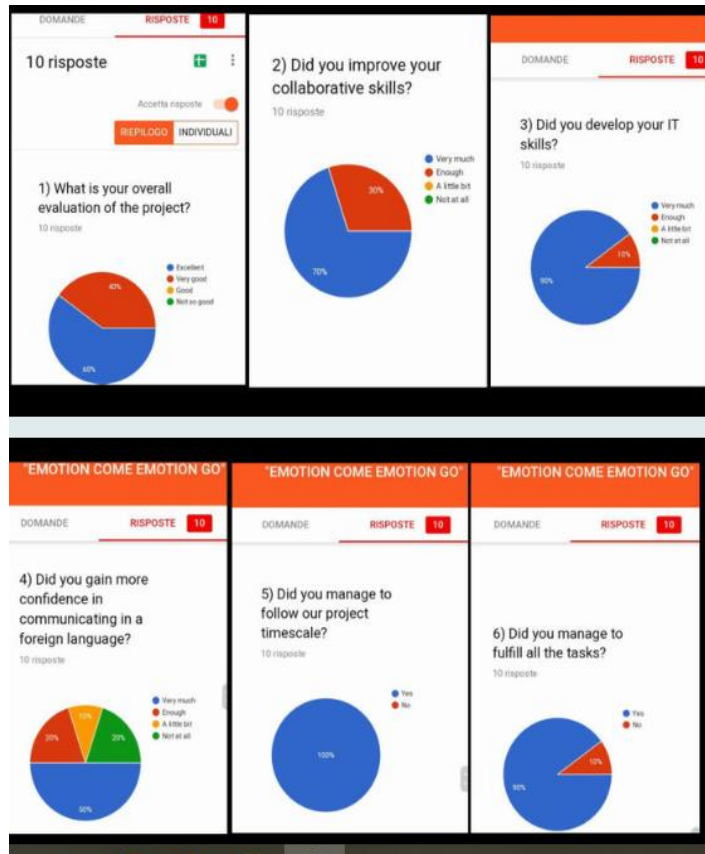 DOMANDE
RISPOSTE 10
10 risposte
Accetta risposte
RIEPILOGO INDIVIDUALI
1) What is your overall
evaluation of the project?
10 risposte
Excellent
Very good
Good
Not so good
40%
60%
2) Did you improve your
collaborative skills?
10 risposte
Very much
Enough
A little bit
Not at all
30%
70%
DOMANDE
RISPOSTE 10
3) Did you develop your IT
skills?
10 risposte
Very much
Enough
A little bit
Not at all
10%
90%
"EMOTION COME EMOTION GO"
DOMANDE
RISPOSTE 10
4) Did you gain more
confidence in
communicating in a
foreign language?
10 risposte
Very much
Enough
A little bit
Not at all
10%
20%
20%
50%
"EMOTION COME EMOTION GO"
DOMANDE
RISPOSTE 10
5) Did you manage to
follow our project
timescale?
10 risposte
Yes
No
100%
"EMOTION COME EMOTION GO"
DOMANDE
RISPOSTE 10
6) Did you manage to
fulfill all the tasks?
10 risposte
Yes
No
10%
90%